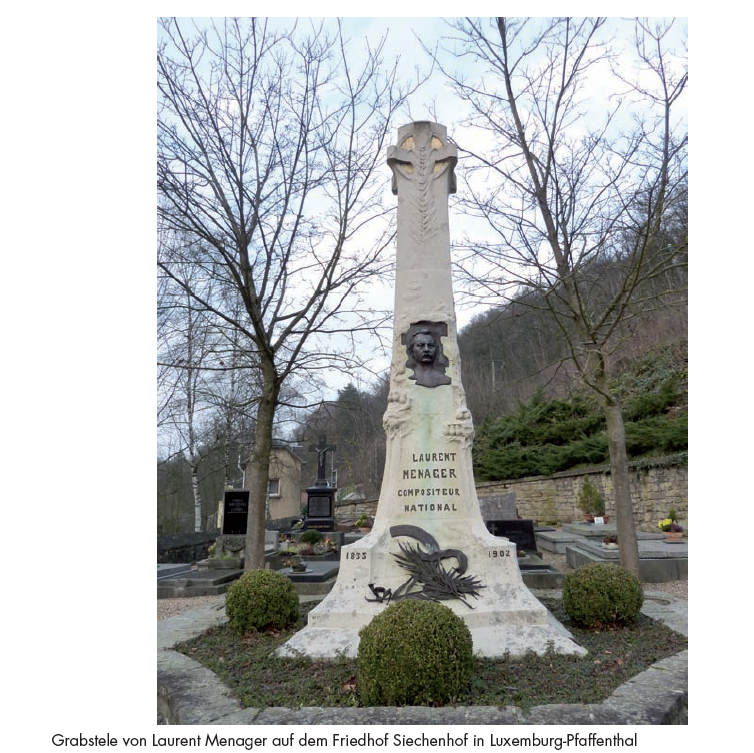 LAURENT
MENAGER
COMPOSITEUR
NATIONAL
1835 1902
Grabstele von Laurent Menager auf dem Friedhof Siechenhof in Luxemburg-Pfaffenthal